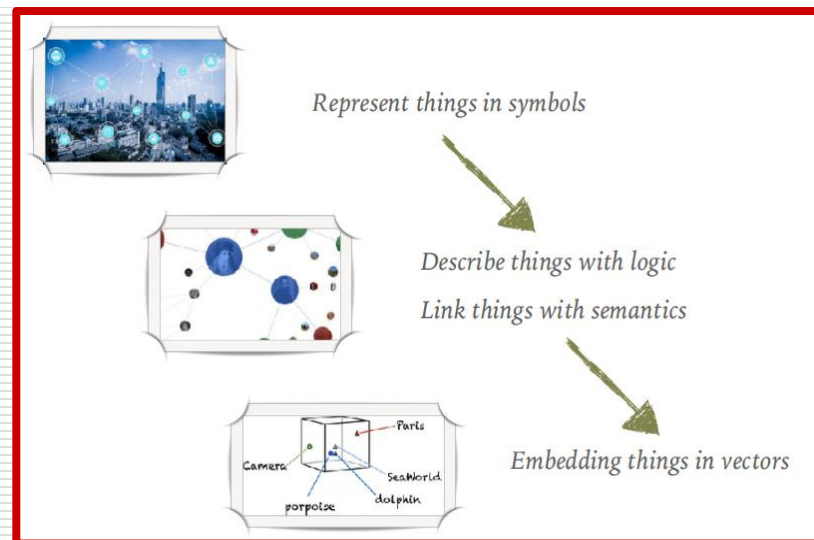 Represent things in symbols
Describe things with logic
Link things with semantics
Paris
Camera
SeaWorld
dolphin
porpoise
Embedding things in vectors